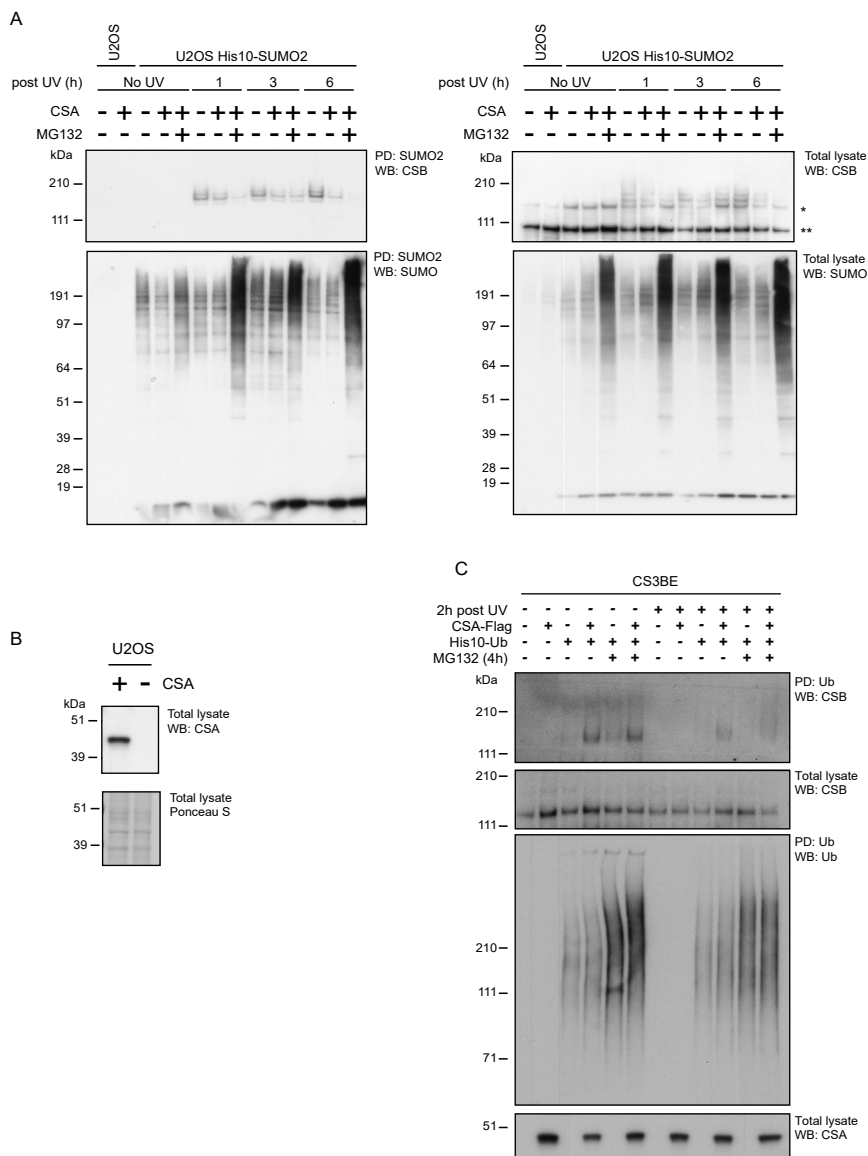 A
U2OS
U2OS His10-SUMO2
post UV (h) No UV 1 3 6
CSA - + - + + - + + - + + - + +
MG132 - - - - + - - + - - + - - +
kDa
210
111
PD: SUMO2
WB: CSB
191
97
64
51
39
28
19
PD: SUMO2
WB: SUMO
U2OS
U2OS His10-SUMO2
post UV (h) No UV 1 3 6
CSA - + - + + - + + - + + - + +
MG132 - - - - + - - + - - + - - +
kDa
210
111
Total lysate
WB: CSB
*
**
191
97
64
51
39
28
19
Total lysate
WB: SUMO
B
U2OS
+ - CSA
kDa
51
39
Total lysate
WB: CSA
51
39
Total lysate
Ponceau S
C
CS3BE
2h post UV - - - - - - + + + + + +
CSA-Flag - + - + - + - + - + - +
His10-Ub - - + + + + - - + + + +
MG132 (4h) - - - - + + - - - - + +
kDa
210
111
PD: Ub
WB: CSB
210
111
Total lysate
WB: CSB
210
111
71
PD: Ub
WB: Ub
51
Total lysate
WB: CSA